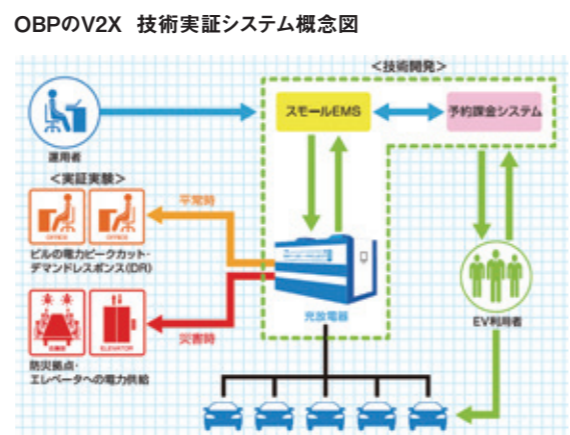 OBPのV2X 技術実証システム概念図
＜技術開発＞
スモールEMS
予約課金システム
運用者
＜実証実験＞
平常時
OFFICE
OFFICE
ビルの電力ピークカット・
デマンドレスポンス(DR)
充放電器
EV利用者
災害時
ELEVATOR
防災拠点・
エレベータへの電力供給